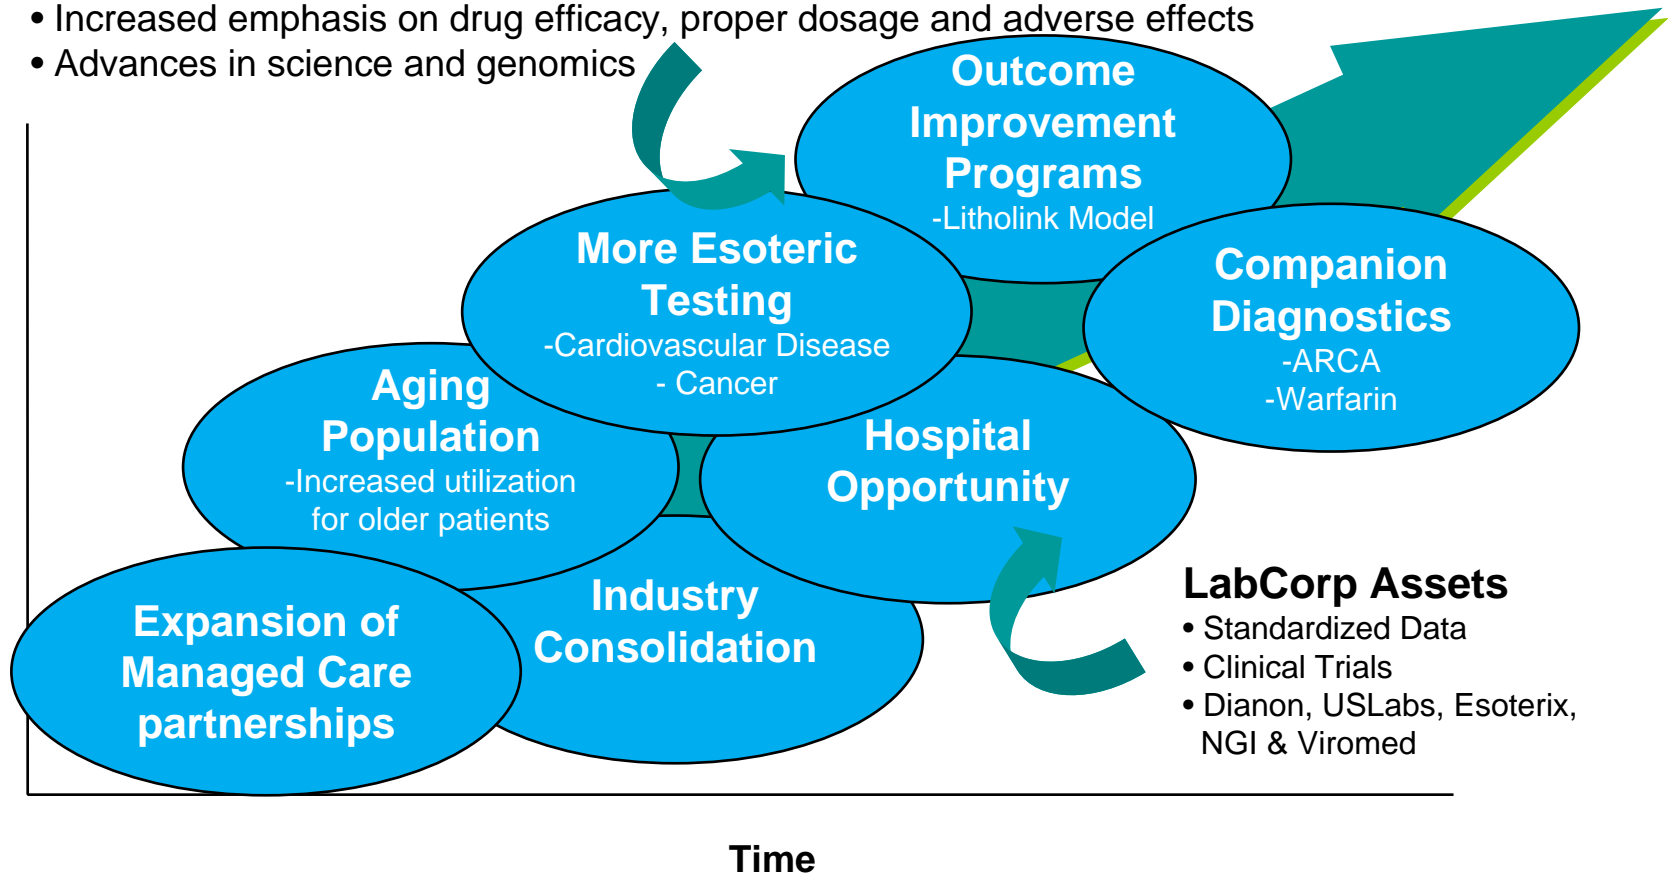 • Increased emphasis on drug efficacy, proper dosage and adverse effects
• Advances in science and genomics
Outcome
Improvement
Programs
-Litholink Model
More Esoteric
Testing
-Cardiovascular Disease
- Cancer
Companion
Diagnostics
-ARCA
-Warfarin
Aging
Population
-Increased utilization
for older patients
Hospital
Opportunity
Industry
Consolidation
Expansion of
Managed Care
partnerships
LabCorp Assets
• Standardized Data
• Clinical Trials
• Dianon, USLabs, Esoterix,
NGI & Viromed
Time